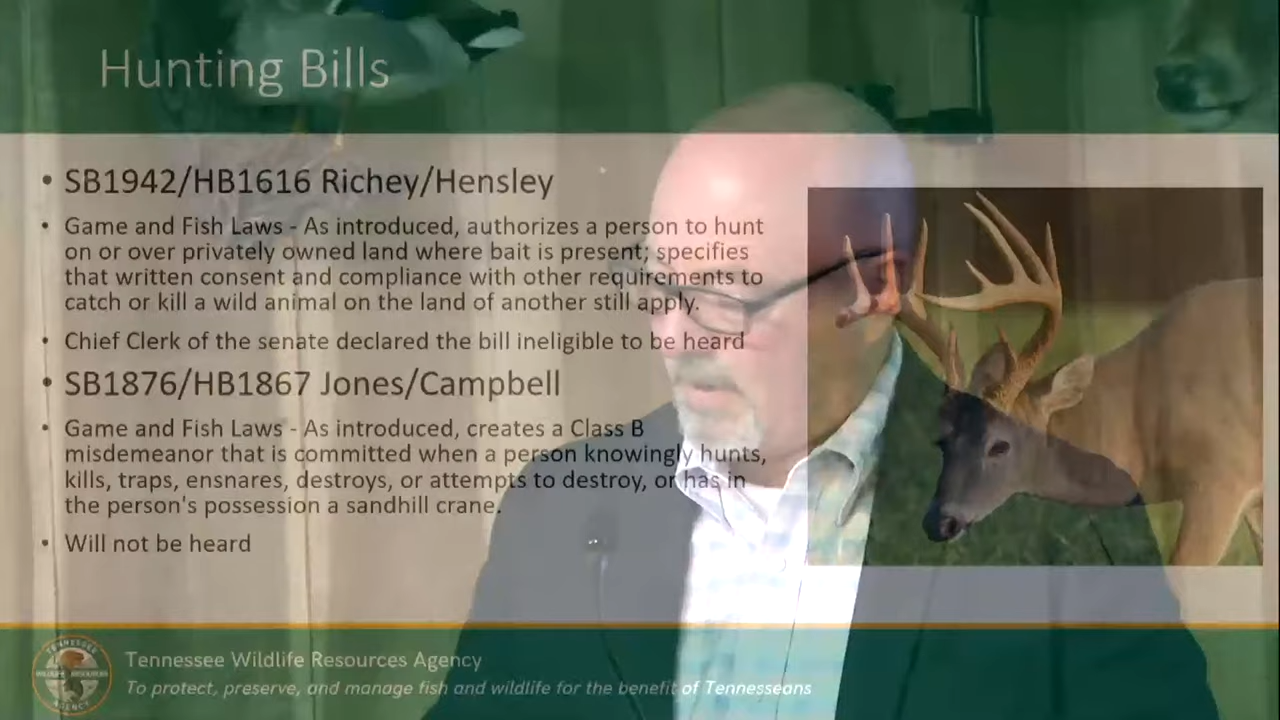 Hunting Bills
• SB1942/HB1616 Richey/Hensley
• Game and Fish Laws - As introduced, authorizes a person to hunt
on or over privately owned land where bait is present; specifies
that written consent and compliance with other requirements to
catch or kill a wild animal on the land of another still apply.
• Chief Clerk of the senate declared the bill ineligible to be heard
• SB1876/HB1867 Jones/Campbell
• Game and Fish Laws - As introduced, creates a Class B
misdemeanor that is committed when a person knowingly hunts,
kills, traps, ensnares, destroys, or attempts to destroy, or has in
the person's possession a sandhill crane.
• Will not be heard
TENNESSEE
WILDLIFE RESOURCES
AGENCY
Tennessee Wildlife Resources Agency
To protect, preserve, and manage fish and wildlife for the benefit of Tennesseans